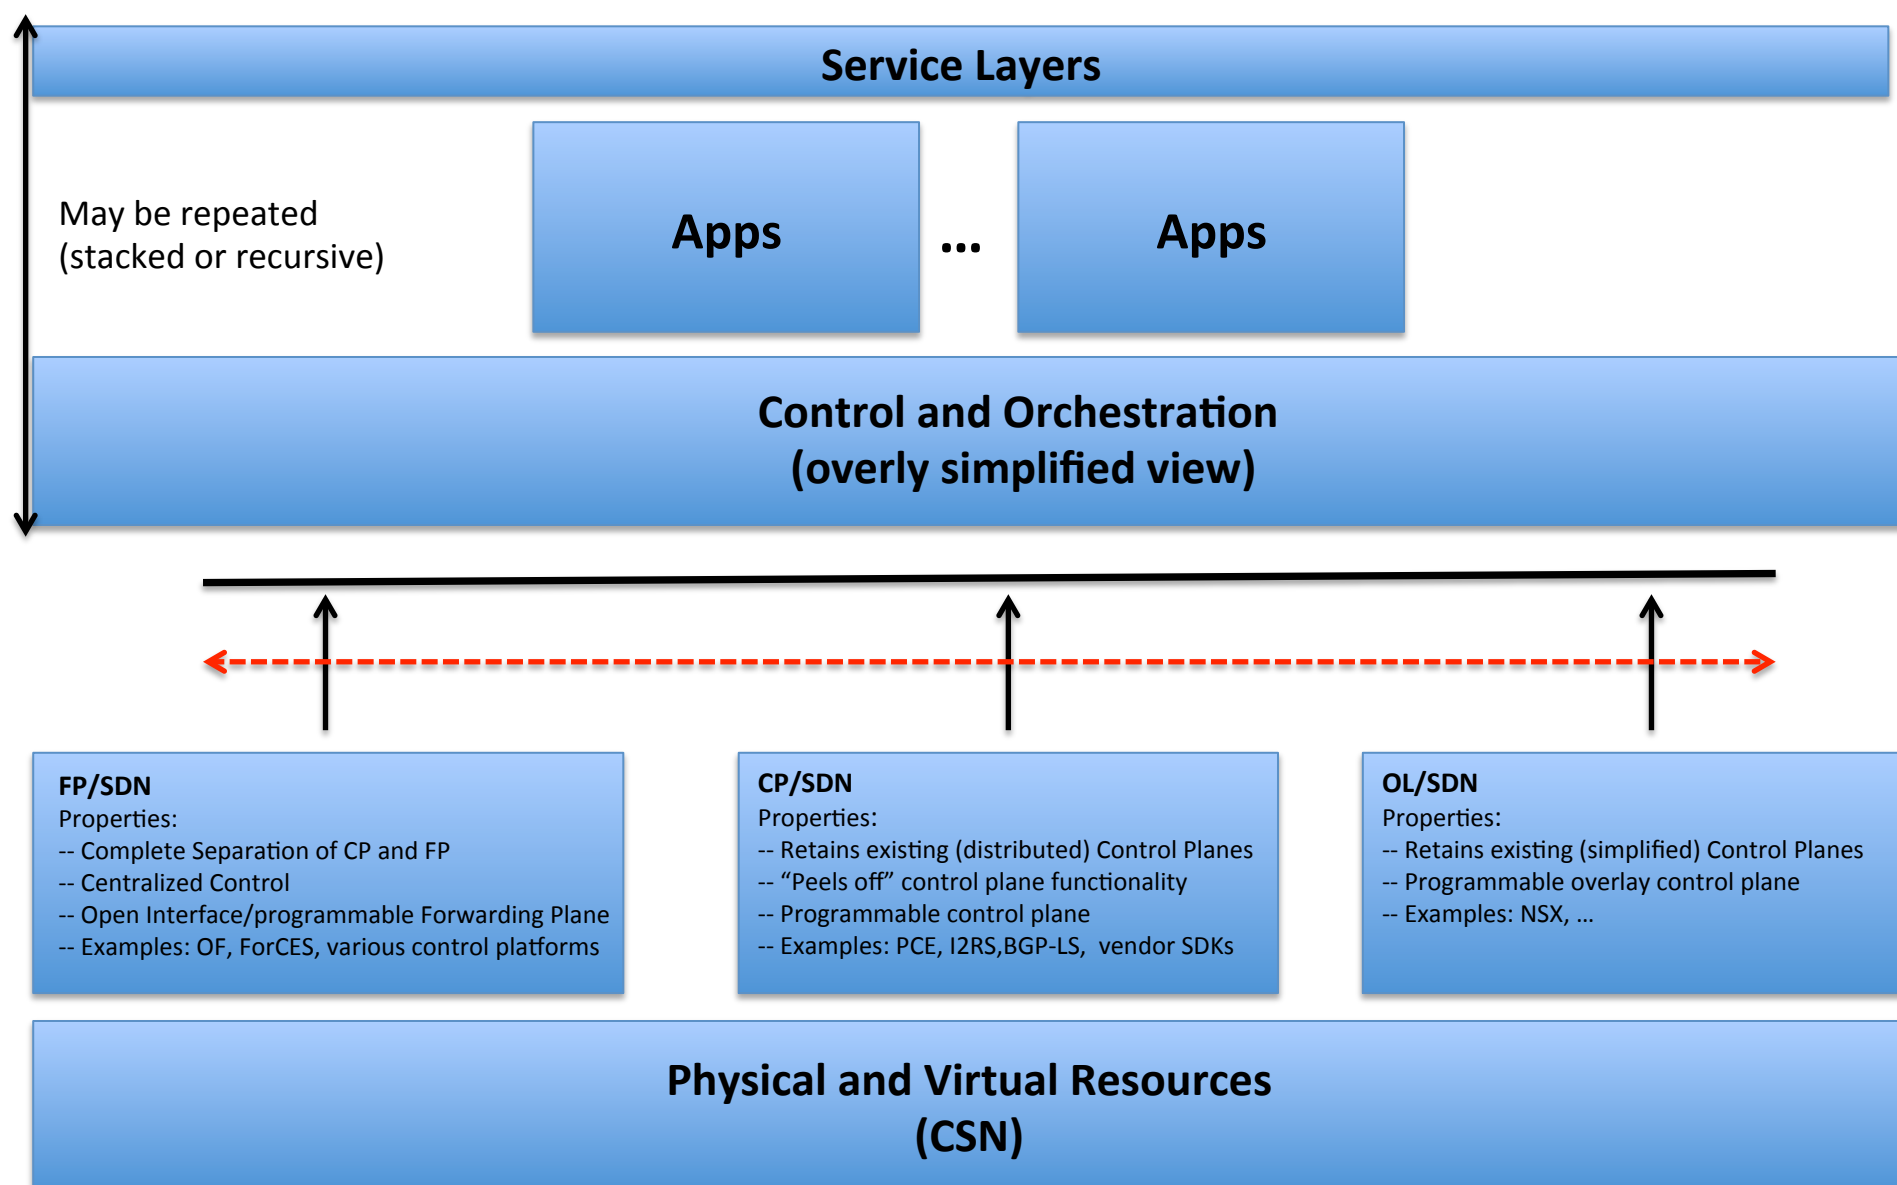 Service Layers
May be repeated
(stacked or recursive)
Apps
...
Apps
Control and Orchestration
(overly simplified view)
FP/SDN
Properties:
-- Complete Separation of CP and FP
-- Centralized Control
-- Open Interface/programmable Forwarding Plane
-- Examples: OF, ForCES, various control platforms
CP/SDN
Properties:
-- Retains existing (distributed) Control Planes
-- “Peels off” control plane functionality
-- Programmable control plane
-- Examples: PCE, I2RS,BGP-LS, vendor SDKs
OL/SDN
Properties:
-- Retains existing (simplified) Control Planes
-- Programmable overlay control plane
-- Examples: NSX, ...
Physical and Virtual Resources
(CSN)